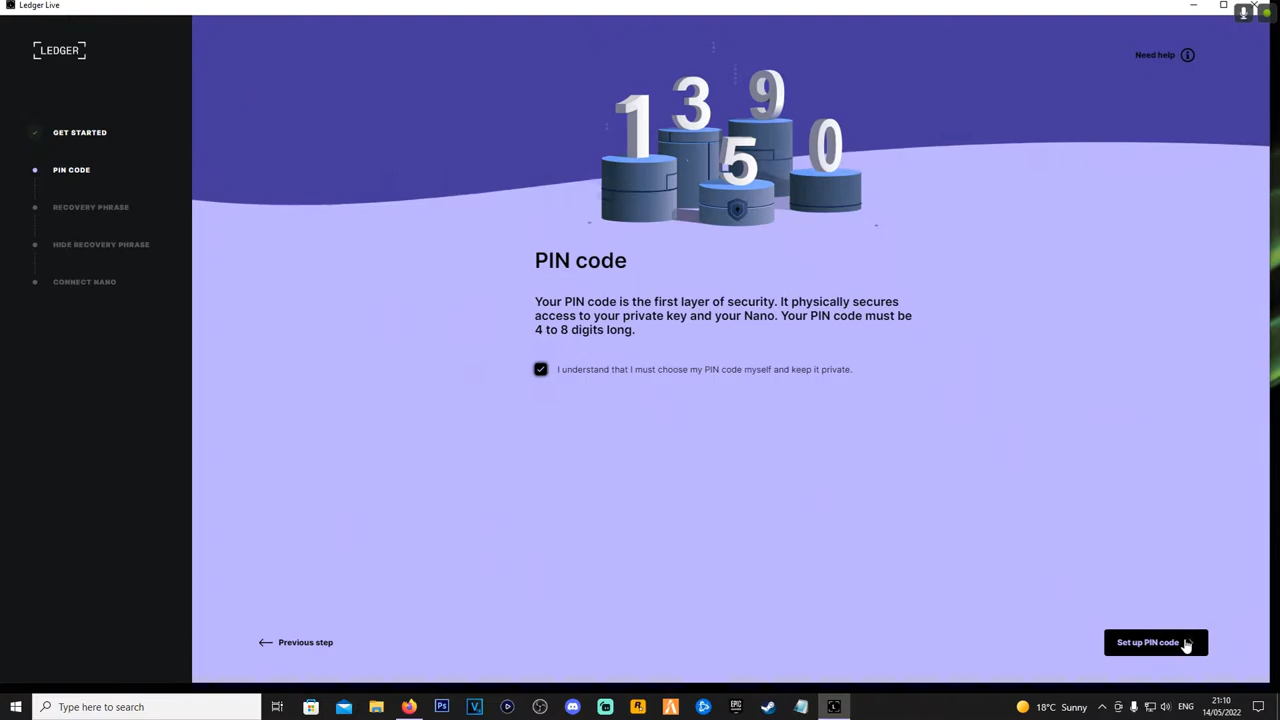 Ledger Live
LEDGER
Need help
1 3 9 5 0
GET STARTED
PIN CODE
RECOVERY PHRASE
HIDE RECOVERY PHRASE
CONNECT NANO
PIN code
Your PIN code is the first layer of security. It physically secures
access to your private key and your Nano. Your PIN code must be
4 to 8 digits long.
I understand that I must choose my PIN code myself and keep it private.
Previous step
Set up PIN code
Type here to search
Ps
V
R
EPIC
18°C Sunny
ENG
21:10
14/05/2022